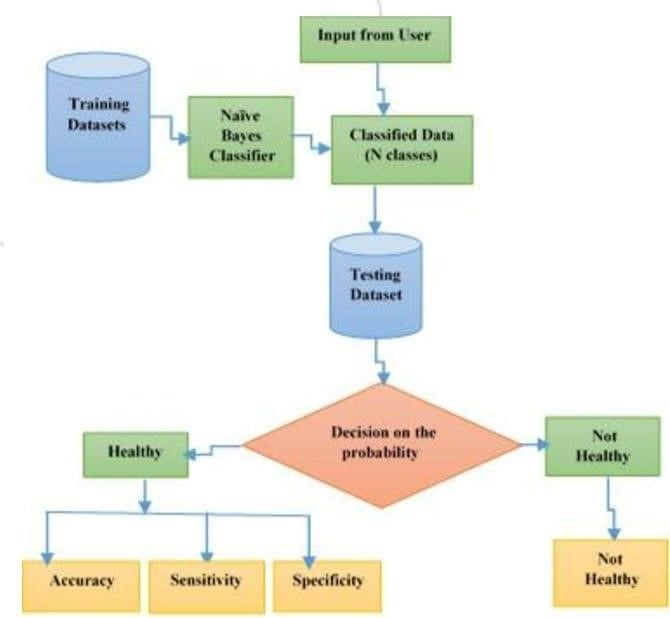 Input from User
Training
Datasets
Naïve
Bayes
Classifier
Classified Data
(N classes)
Testing
Dataset
Decision on the
probability
Healthy
Not
Healthy
Accuracy
Sensitivity
Specificity
Not
Healthy